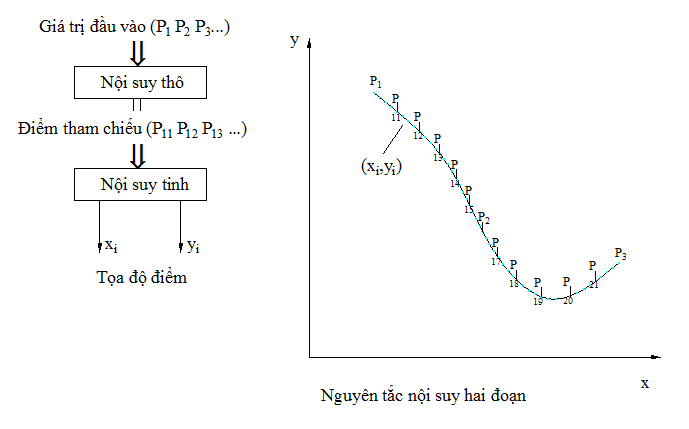 Giá trị đầu vào (P1 P2 P3...)
Nội suy thô
Điểm tham chiếu (P11 P12 P13 ...)
Nội suy tinh
xi
yi
Tọa độ điểm
y
P1
P11
P12
(xi,yi)
P13
P14
P15
P2
P17
P18
P19
P20
P21
P3
x
Nguyên tắc nội suy hai đoạn